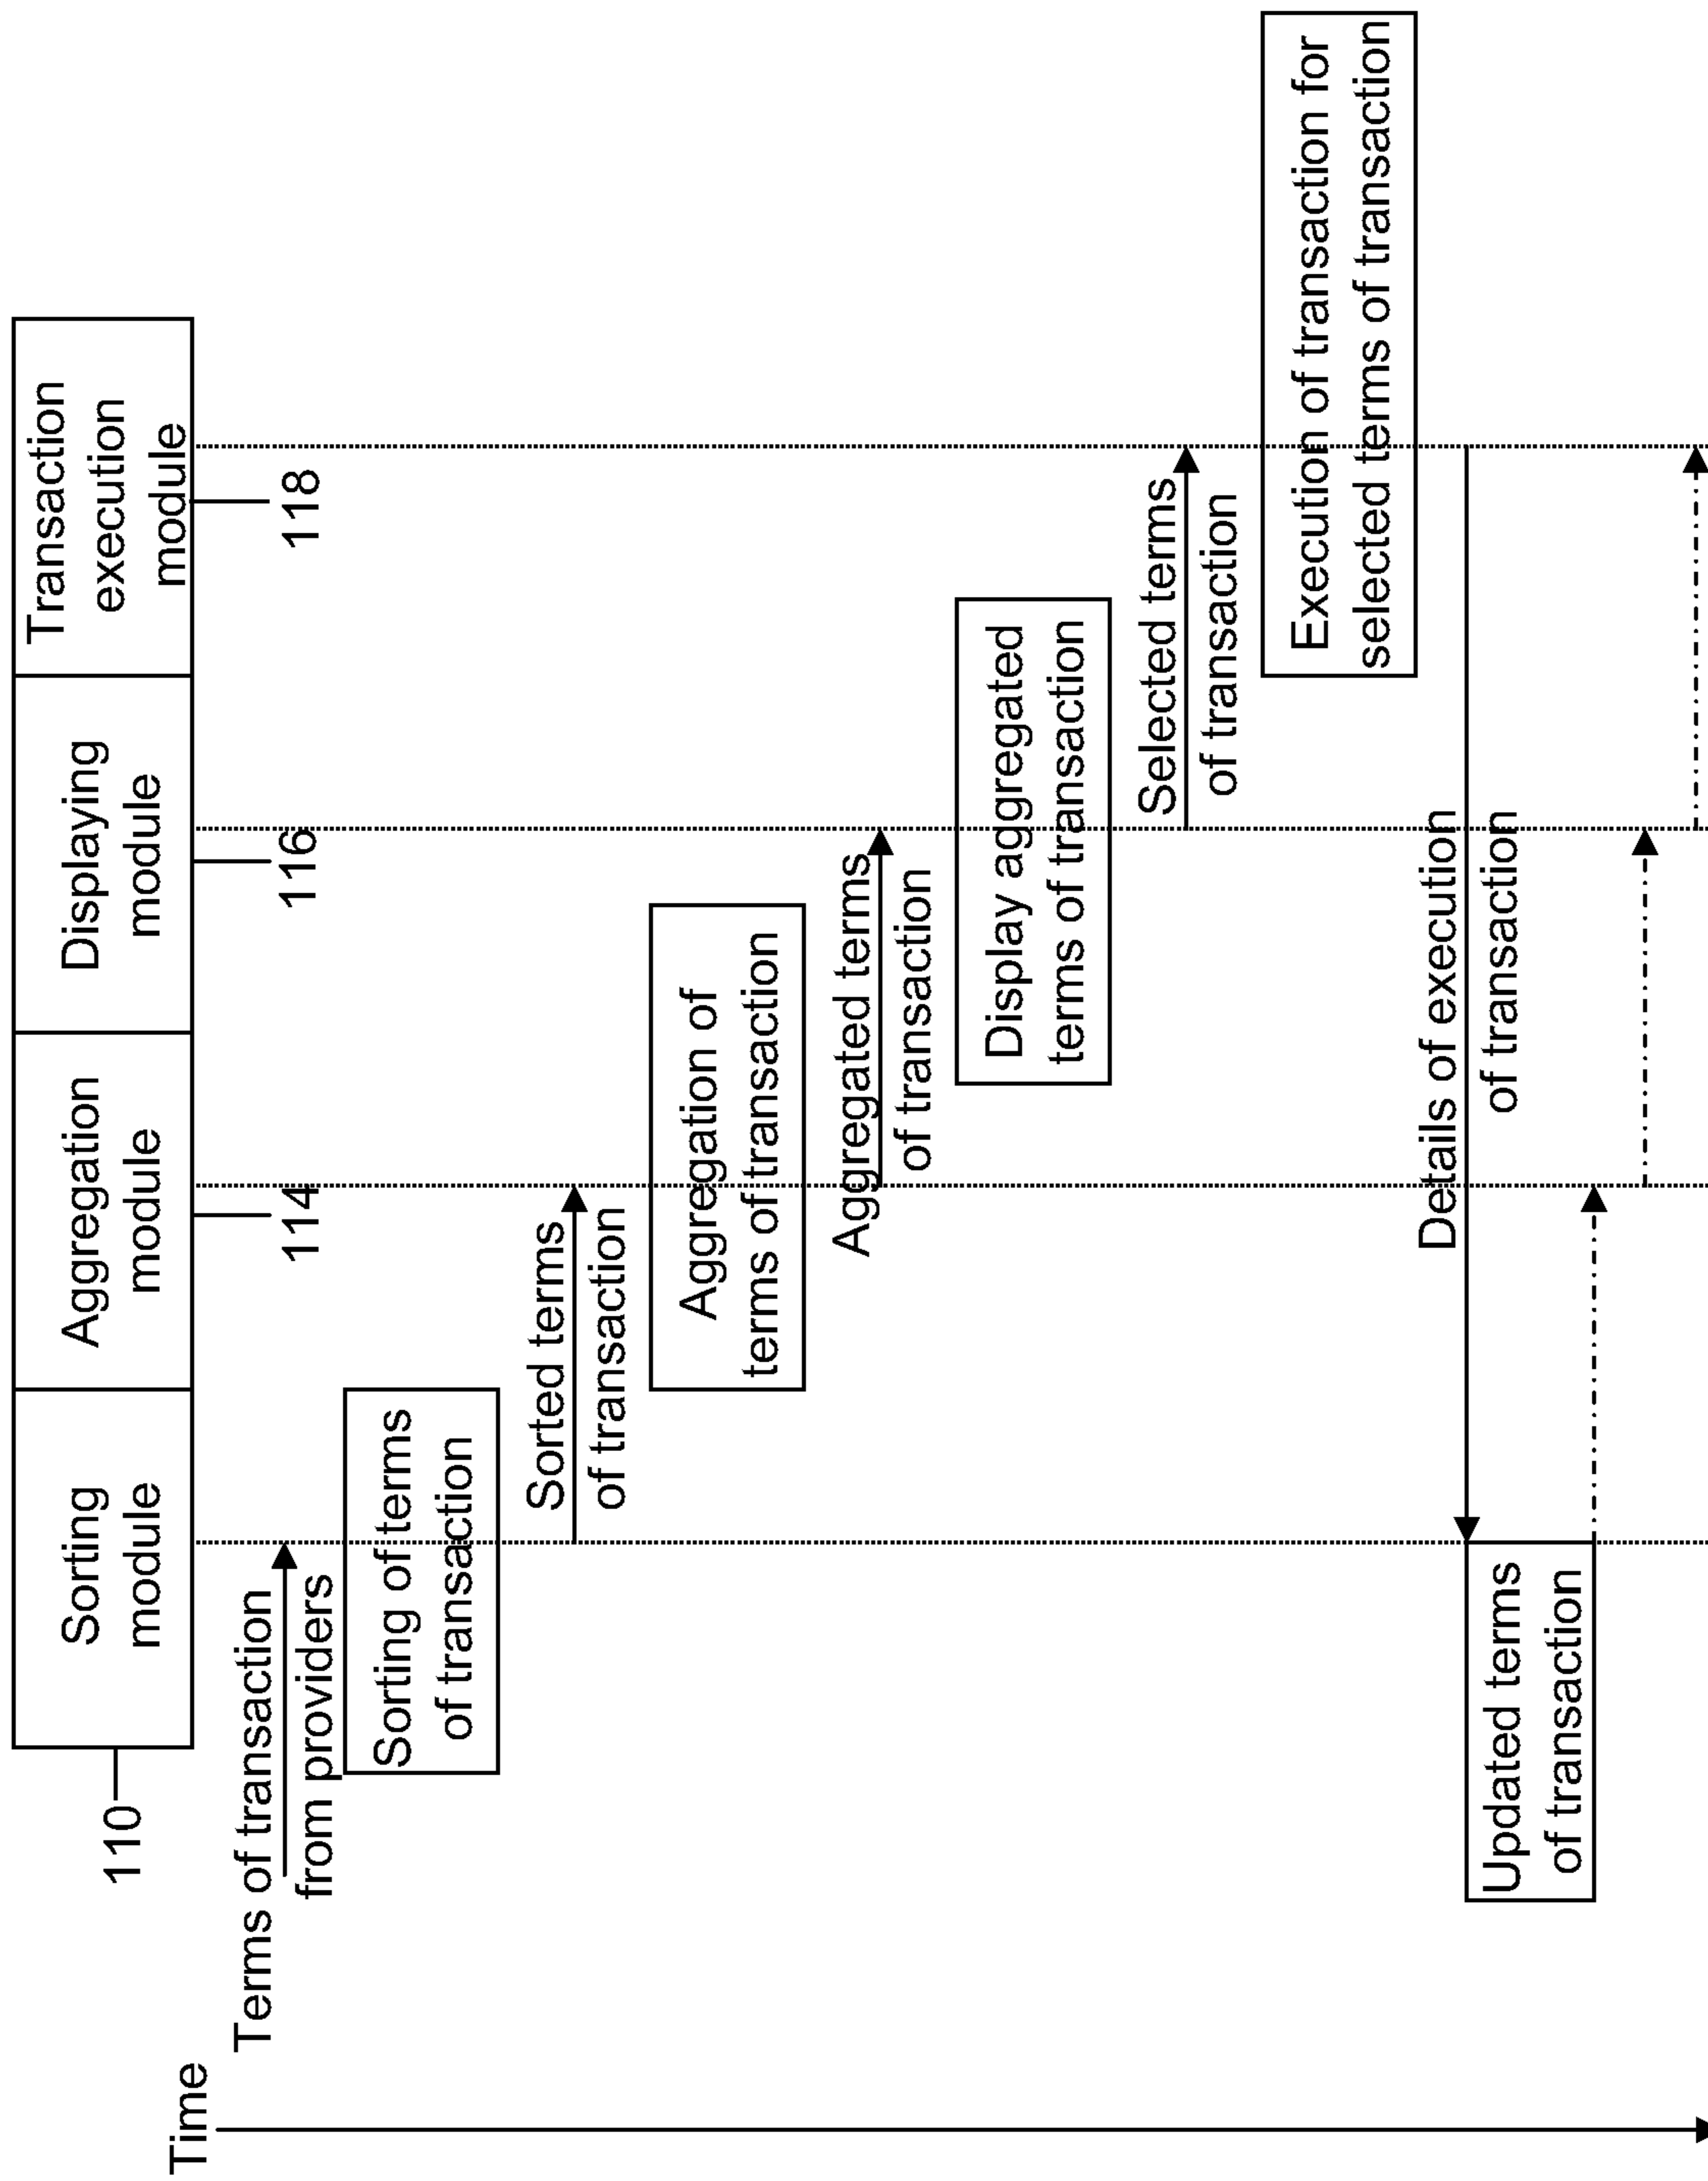 Sorting
module
Aggregation
module
Displaying
module
Transaction
execution
module
110
114
116
118
Time
Terms of transaction
from providers
Sorting of terms
of transaction
Sorted terms
of transaction
Aggregation of
terms of transaction
Aggregated terms
of transaction
Display aggregated
terms of transaction
Selected terms
of transaction
Execution of transaction for
selected terms of transaction
Details of execution
of transaction
Updated terms
of transaction